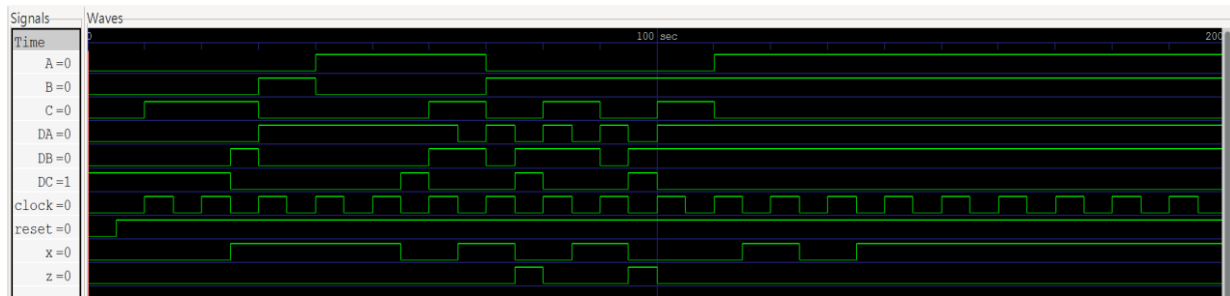 Signals Waves
Time 0 100 sec 200
A=0
B=0
C=0
DA=0
DB=0
DC=1
clock=0
reset=0
x=0
z=0